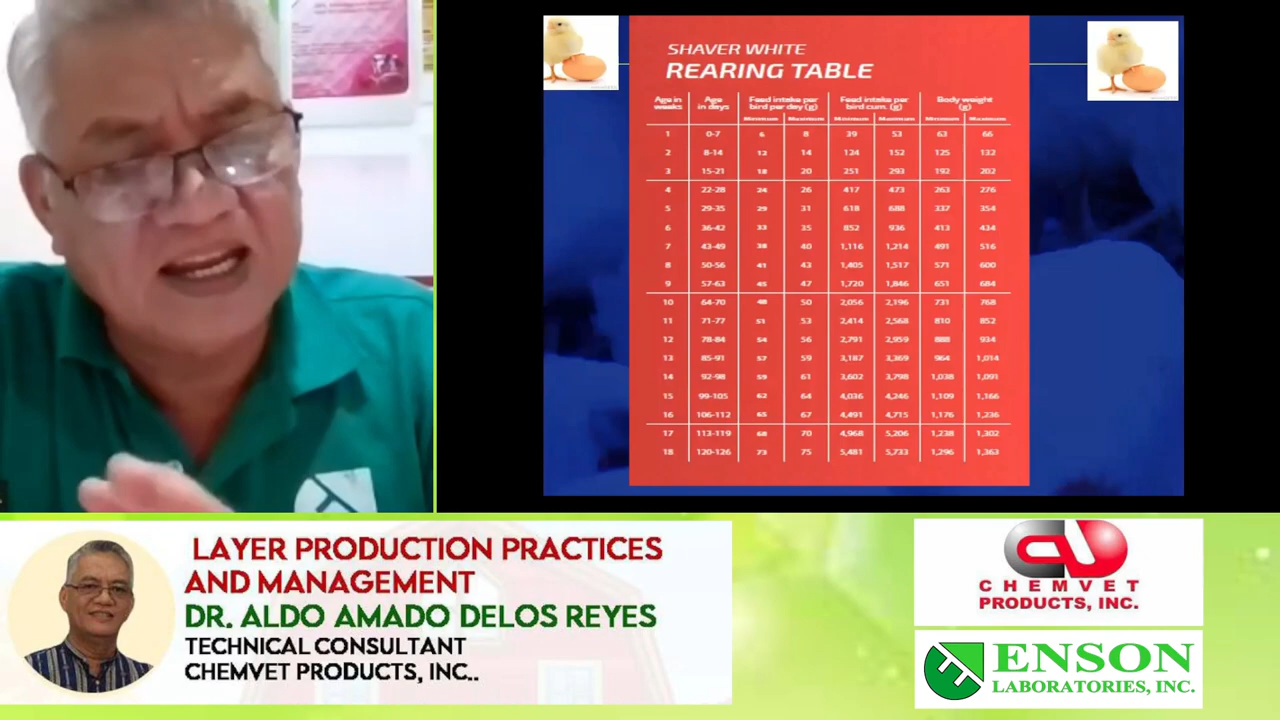 SHAVER WHITE
REARING TABLE
Age in weeks Age in days Feed intake per bird per day (g) Feed intake per bird cum. (g) Body weight (g)
Minimum Maximum Minimum Maximum Minimum Maximum
1 0-7 6 8 39 53 63 66
2 8-14 12 14 124 152 125 132
3 15-21 18 20 251 293 192 202
4 22-28 24 26 417 473 263 276
5 29-35 29 31 618 688 337 354
6 36-42 33 35 852 936 413 434
7 43-49 38 40 1,116 1,214 491 516
8 50-56 41 43 1,405 1,517 571 600
9 57-63 45 47 1,720 1,846 651 684
10 64-70 48 50 2,056 2,196 731 768
11 71-77 51 53 2,414 2,568 810 852
12 78-84 54 56 2,791 2,959 888 934
13 85-91 57 59 3,187 3,369 964 1,014
14 92-98 59 61 3,602 3,798 1,038 1,091
15 99-105 62 64 4,036 4,246 1,109 1,166
16 106-112 65 67 4,491 4,715 1,176 1,236
17 113-119 68 70 4,968 5,206 1,238 1,302
18 120-126 73 75 5,481 5,733 1,296 1,363
LAYER PRODUCTION PRACTICES
AND MANAGEMENT
DR. ALDO AMADO DELOS REYES
TECHNICAL CONSULTANT
CHEMVET PRODUCTS, INC..
CHEMVET
PRODUCTS, INC.
ENSON
LABORATORIES, INC.